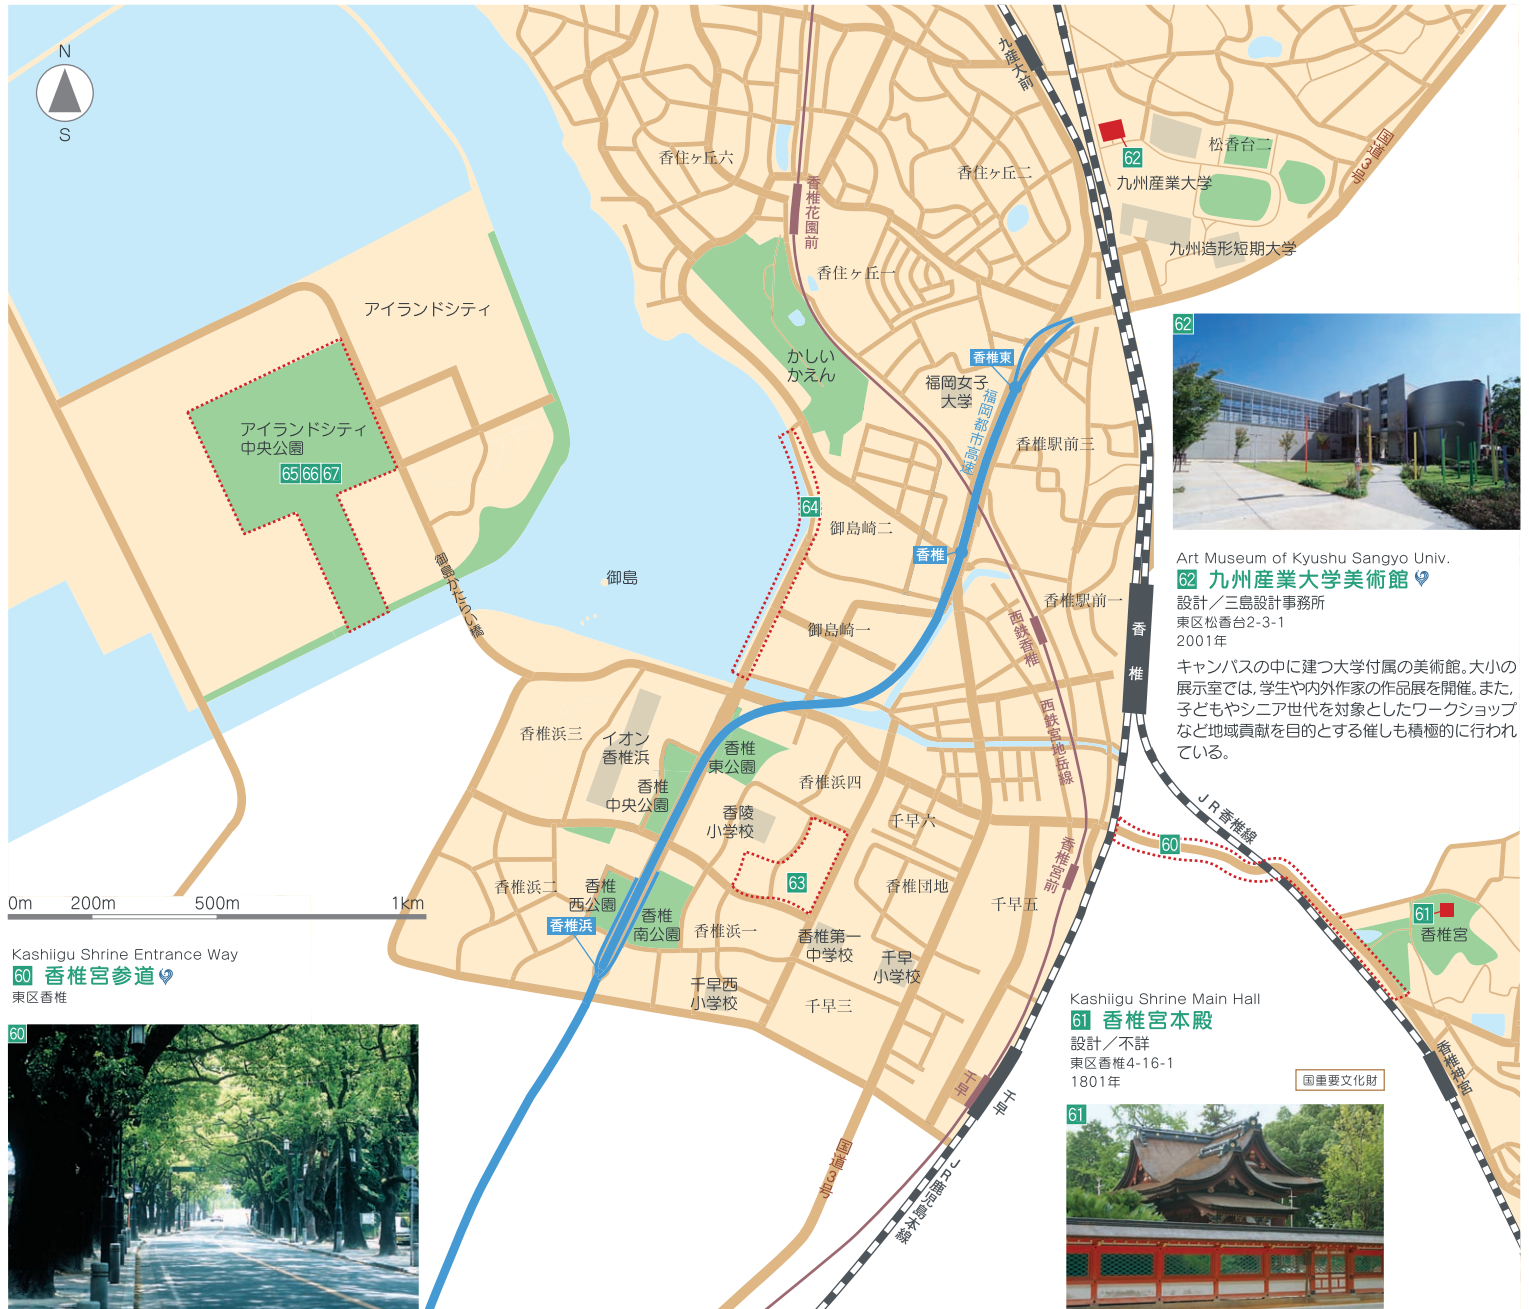 N
S
九産大前
国道3号
香住ヶ丘六
香住ヶ丘二
松香台二
62
九州産業大学
香椎花園前
九州造形短期大学
香住ヶ丘一
アイランドシティ
かしい
かえん
香椎東
福岡女子
大学
福岡都市高速
香椎駅前三
アイランドシティ
中央公園
65 66 67
64
御島崎二
香椎
御島かたらい橋
御島
香椎駅前一
御島崎一
西鉄香椎
香椎
西鉄宮地岳線
香椎浜三
イオン
香椎浜
香椎
東公園
香椎
中央公園
香椎浜四
香陵
小学校
千早六
JR香椎線
60
香椎宮前
63
香椎団地
千早五
香椎浜二
香椎
西公園
香椎浜
香椎
南公園
香椎浜一
香椎第一
中学校
千早
小学校
千早西
小学校
千早三
61
香椎宮
香椎神宮
千早
千早
国道3号
JR鹿児島本線
0m 200m 500m 1km
Kashiigu Shrine Entrance Way
60 香椎宮参道
東区香椎
60
62
Art Museum of Kyushu Sangyo Univ.
62 九州産業大学美術館
設計／三島設計事務所
東区松香台2-3-1
2001年
キャンパスの中に建つ大学付属の美術館。大小の
展示室では、学生や内外作家の作品展を開催。また、
子どもやシニア世代を対象としたワークショップ
など地域貢献を目的とする催しも積極的に行われ
ている。
Kashiigu Shrine Main Hall
61 香椎宮本殿
設計／不詳
東区香椎4-16-1
1801年
国重要文化財
61